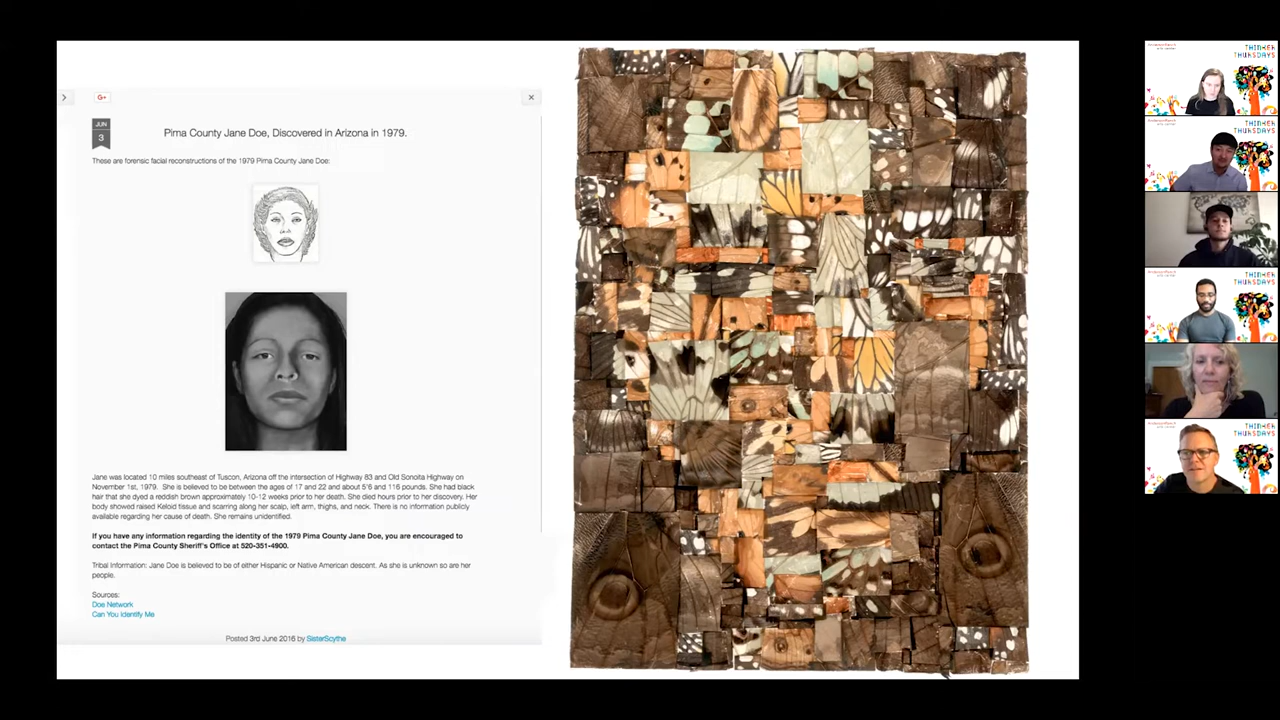 G+
JUN
3
Pima County Jane Doe, Discovered in Arizona in 1979.
These are forensic facial reconstructions of the 1979 Pima County Jane Doe:
Jane was located 10 miles southeast of Tuscon, Arizona off the intersection of Highway 83 and Old Sonoita Highway on
November 1st, 1979. She is believed to be between the ages of 17 and 22 and about 5'6 and 116 pounds. She had black
hair that she dyed a reddish brown approximately 10-12 weeks prior to her death. She died hours prior to her discovery. Her
body showed raised Keloid tissue and scarring along her scalp, left arm, thighs, and neck. There is no information publicly
available regarding her cause of death. She remains unidentified.
If you have any information regarding the identity of the 1979 Pima County Jane Doe, you are encouraged to
contact the Pima County Sheriff's Office at 520-351-4900.
Tribal Information: Jane Doe is believed to be of either Hispanic or Native American descent. As she is unknown so are her
people.
Sources:
Doe Network
Can You Identify Me
Posted 3rd June 2016 by SisterScythe
THINKER
THURSDAYS
THINKER
THURSDAYS
THINKER
THURSDAYS
THINKER
THURSDAYS